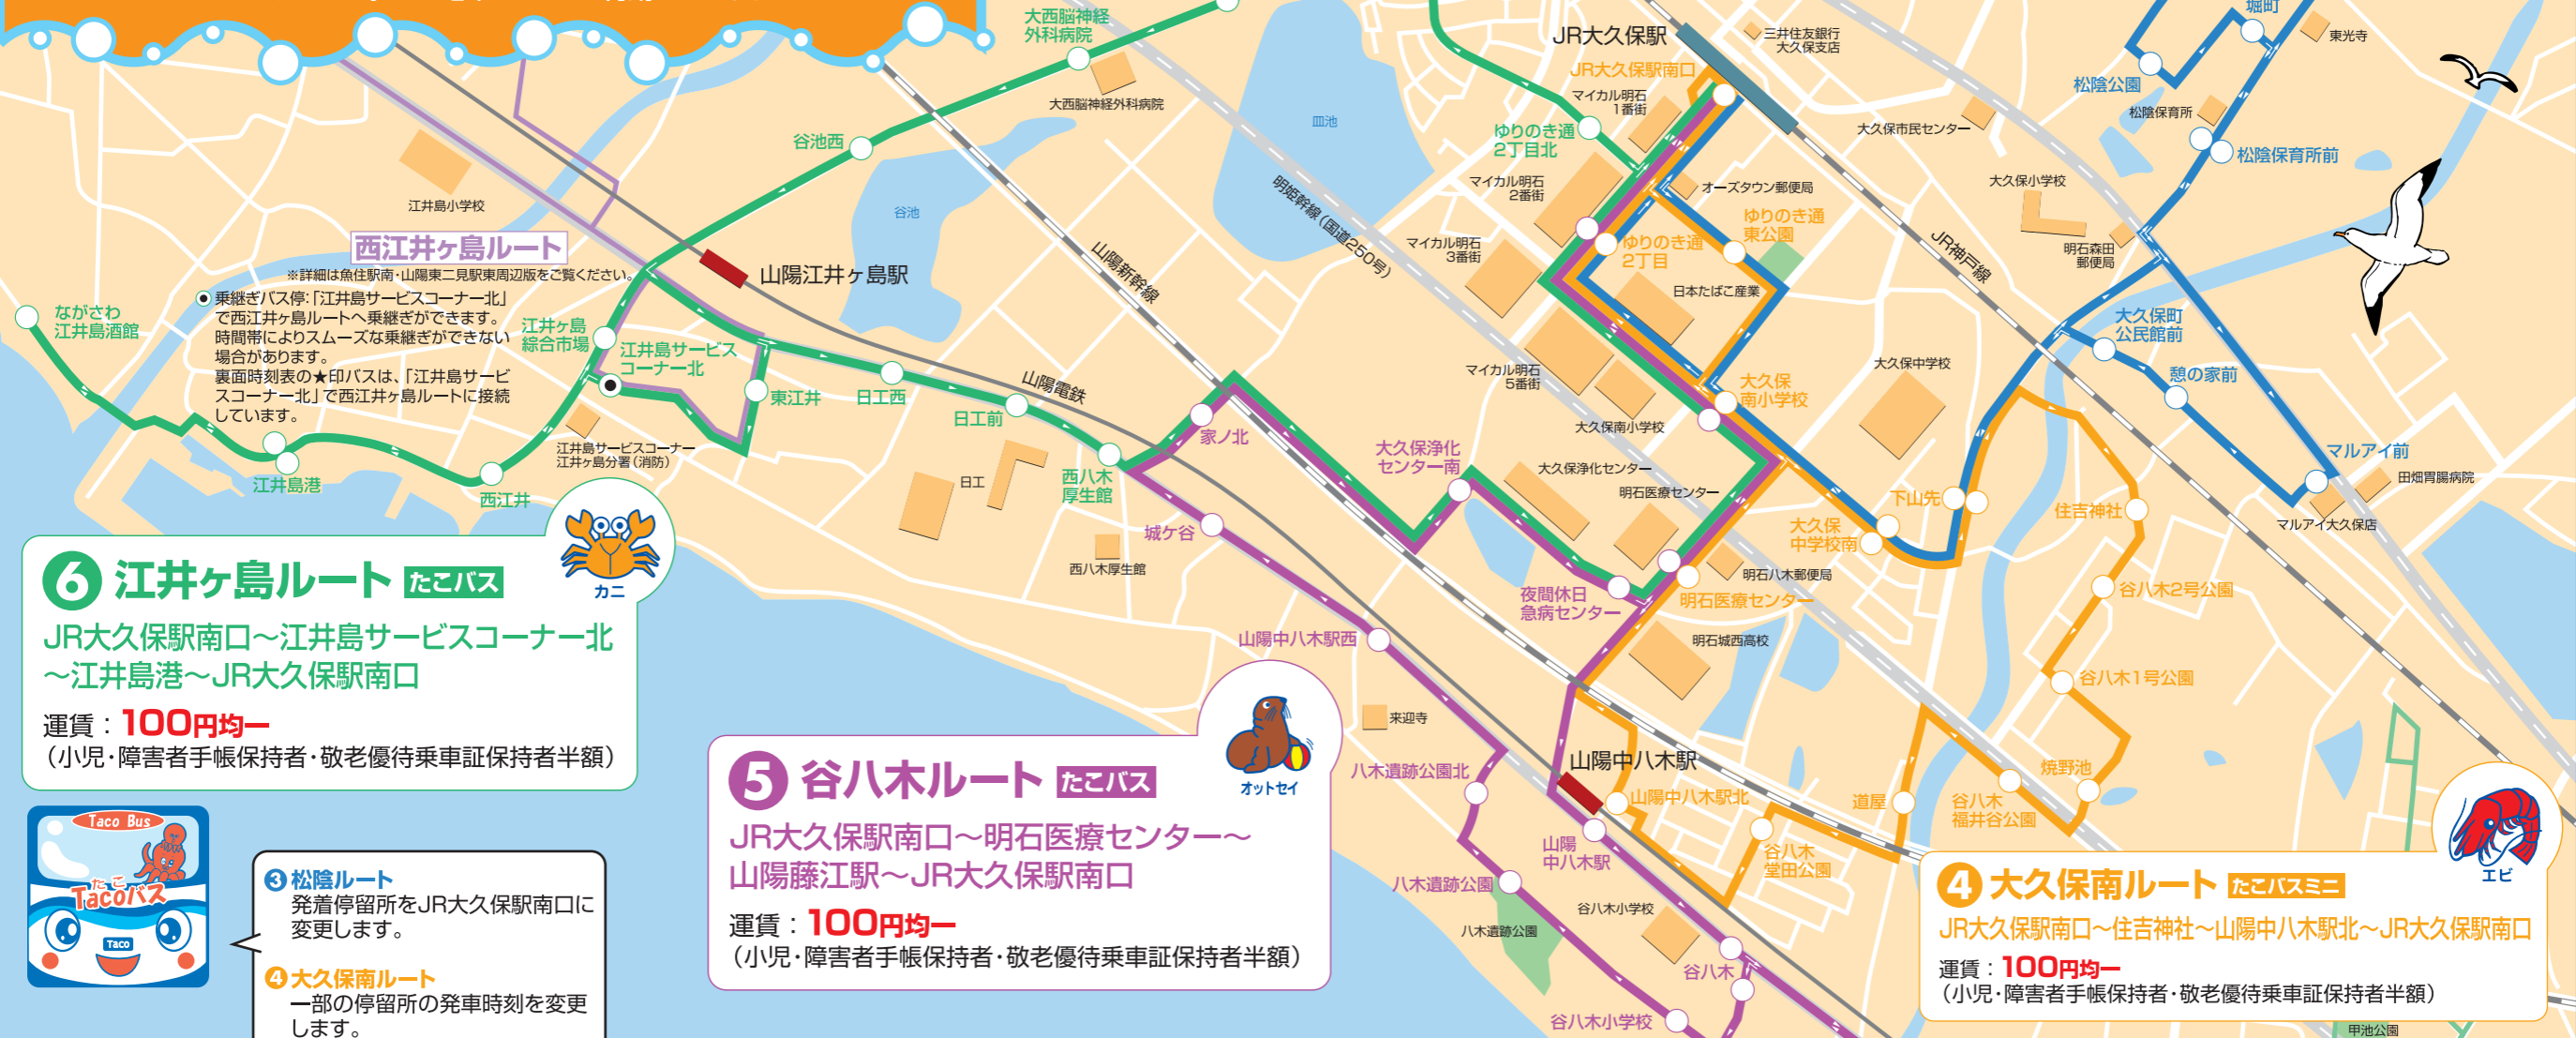 大西脳神経
外科病院
大西脳神経外科病院
谷池西
谷池
皿池
江井島小学校
西江井ヶ島ルート
※詳細は魚住駅南・山陽東二見駅東周辺版をご覧ください。
乗継ぎバス停:「江井島サービスコーナー北」
で西江井ヶ島ルートへ乗継ぎができます。
時間帯によりスムーズな乗継ぎができない
場合があります。
裏面時刻表の★印バスは、「江井島サービ
スコーナー北」で西江井ヶ島ルートに接続
しています。
山陽江井ヶ島駅
山陽新幹線
明姫幹線(国道250号)
山陽電鉄
JR神戸線
ながさわ
江井島酒館
江井ヶ島
綜合市場
江井島サービス
コーナー北
東江井
日工西
日工前
西八木
厚生館
江井島港
西江井
江井島サービスコーナー
江井ヶ島分署(消防)
日工
西八木厚生館
JR大久保駅
JR大久保駅南口
三井住友銀行
大久保支店
マイカル明石
1番街
ゆりのき通
2丁目北
マイカル明石
2番街
オーズタウン郵便局
ゆりのき通
東公園
ゆりのき通
2丁目
マイカル明石
3番街
日本たばこ産業
マイカル明石
5番街
大久保
南小学校
大久保南小学校
大久保市民センター
大久保小学校
明石森田
郵便局
堀町
東光寺
松陰公園
松陰保育所
松陰保育所前
大久保町
公民館前
憩の家前
マルアイ前
田畑胃腸病院
マルアイ大久保店
大久保中学校
家ノ北
大久保浄化
センター南
大久保浄化センター
明石医療センター
城ケ谷
夜間休日
急病センター
明石八木郵便局
明石医療センター
明石城西高校
大久保
中学校南
下山先
住吉神社
谷八木2号公園
谷八木1号公園
焼野池
谷八木
福井谷公園
道屋
山陽中八木駅西
来迎寺
八木遺跡公園北
八木遺跡公園
八木遺跡公園
山陽中八木駅
山陽中八木駅北
山陽
中八木駅
谷八木
堂田公園
谷八木小学校
谷八木
谷八木小学校
甲池公園
6 江井ヶ島ルート たこバス
カニ
JR大久保駅南口～江井島サービスコーナー北
～江井島港～JR大久保駅南口
運賃：100円均一
(小児・障害者手帳保持者・敬老優待乗車証保持者半額)
5 谷八木ルート たこバス
オットセイ
JR大久保駅南口～明石医療センター～
山陽藤江駅～JR大久保駅南口
運賃：100円均一
(小児・障害者手帳保持者・敬老優待乗車証保持者半額)
4 大久保南ルート たこバスミニ
エビ
JR大久保駅南口～住吉神社～山陽中八木駅北～JR大久保駅南口
運賃：100円均一
(小児・障害者手帳保持者・敬老優待乗車証保持者半額)
Taco Bus
たこ
Tacoバス
Taco
3 松陰ルート
発着停留所をJR大久保駅南口に
変更します。
4 大久保南ルート
一部の停留所の発車時刻を変更
します。